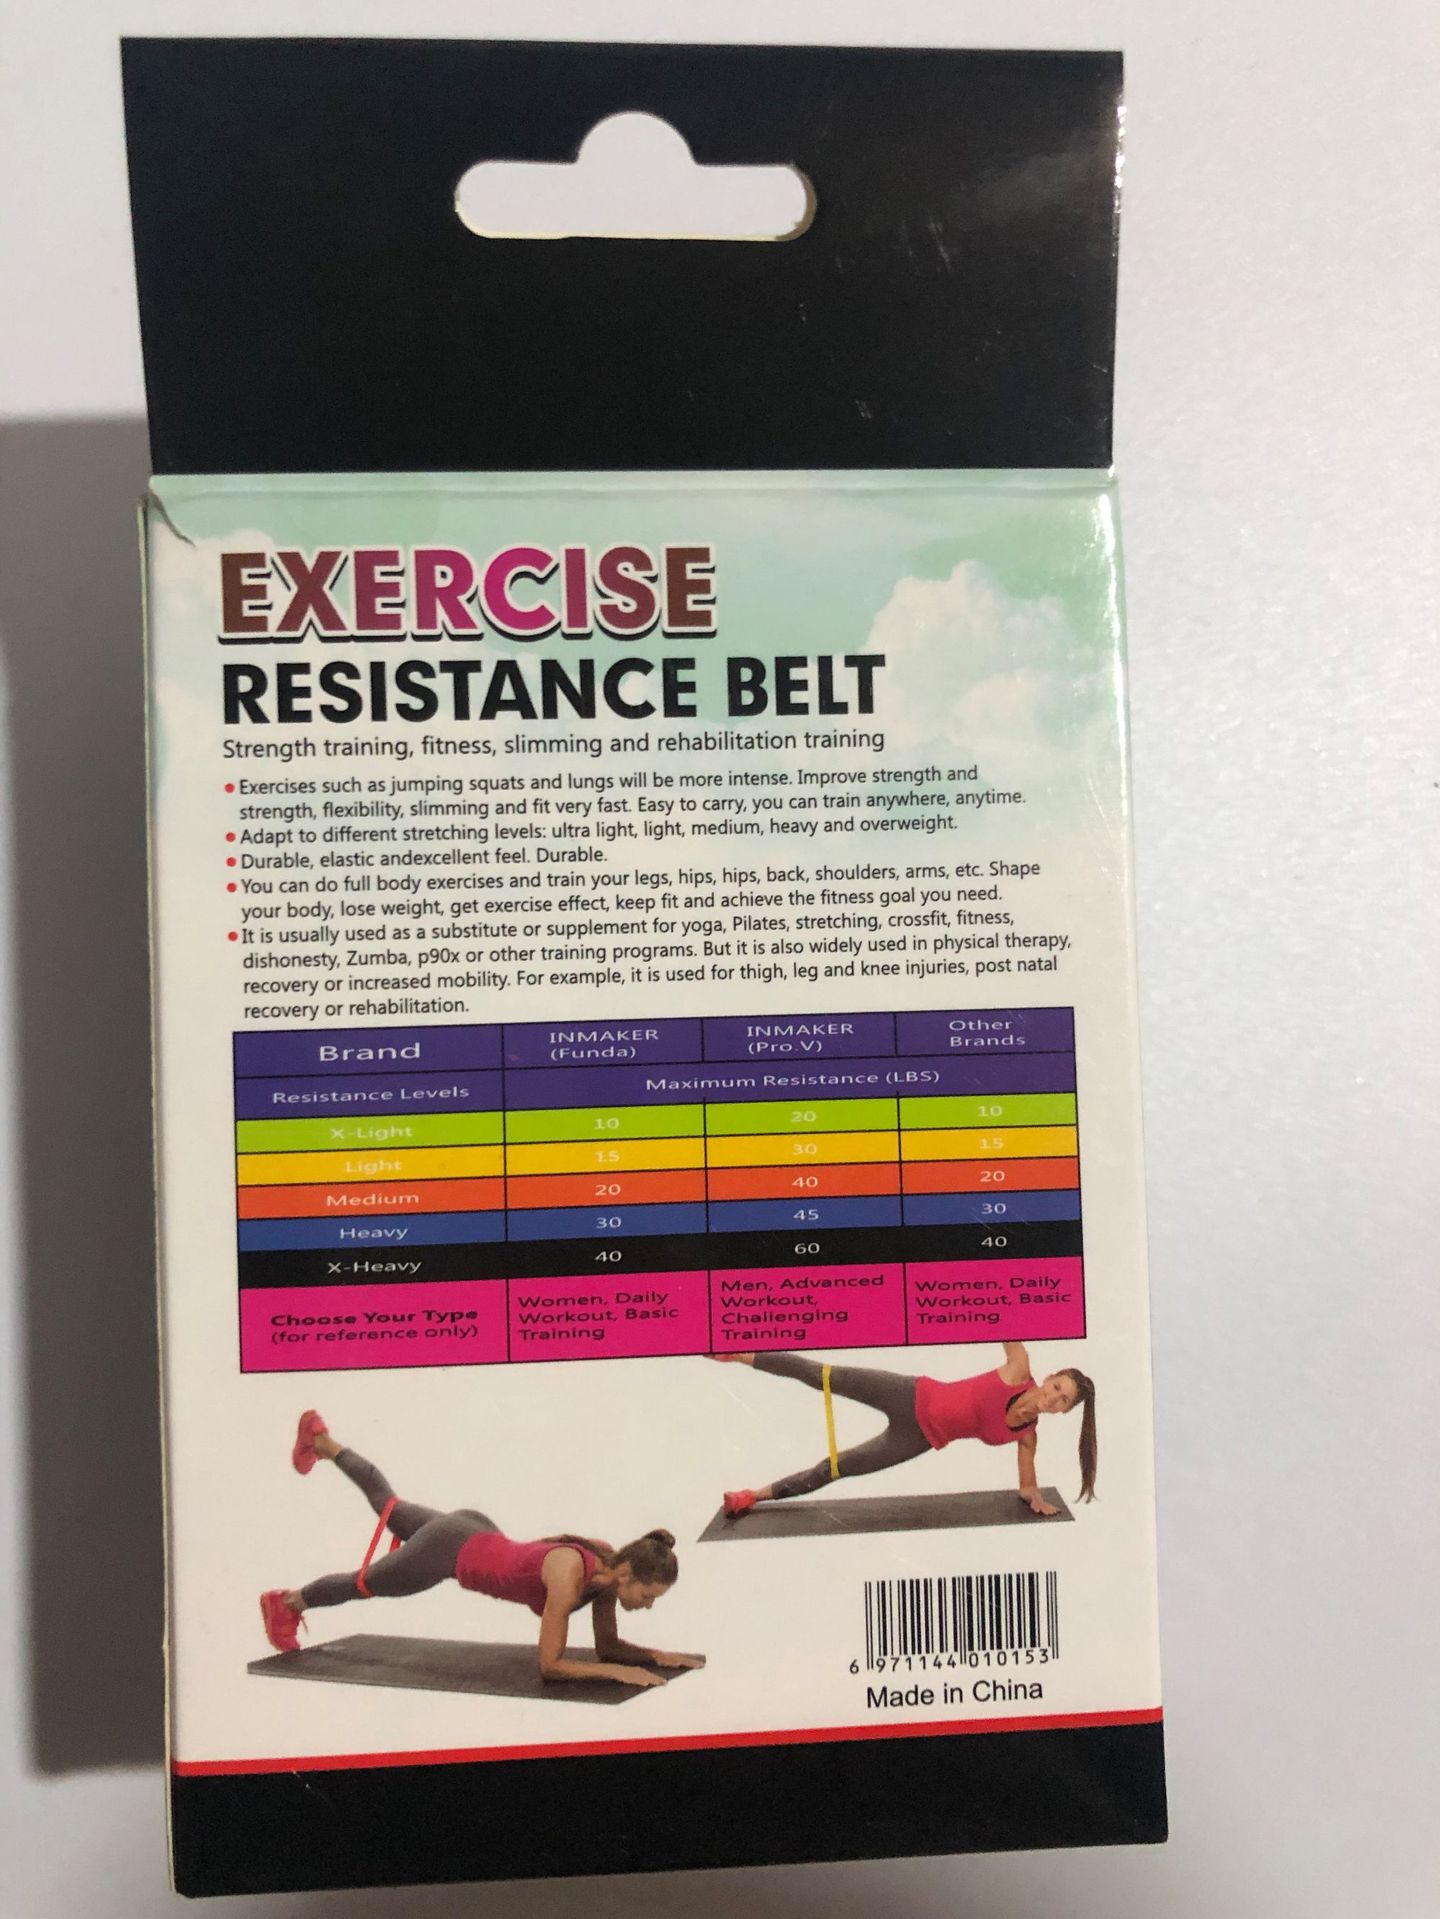 EXERCISE
RESISTANCE BELT
Strength training, fitness, slimming and rehabilitation training
• Exercises such as jumping squats and lungs will be more intense. Improve strength and
strength, flexibility, slimming and fit very fast. Easy to carry, you can train anywhere, anytime.
• Adapt to different stretching levels: ultra light, light, medium, heavy and overweight.
• Durable, elastic andexcellent feel. Durable.
• You can do full body exercises and train your legs, hips, hips, back, shoulders, arms, etc. Shape
your body, lose weight, get exercise effect, keep fit and achieve the fitness goal you need.
• It is usually used as a substitute or supplement for yoga, Pilates, stretching, crossfit, fitness,
dishonesty, Zumba, p90x or other training programs. But it is also widely used in physical therapy,
recovery or increased mobility. For example, it is used for thigh, leg and knee injuries, post natal
recovery or rehabilitation.
Brand INMAKER (Funda) INMAKER (Pro.V) Other Brands
Resistance Levels Maximum Resistance (LBS)
X-Light 10 20 10
Light 15 30 15
Medium 20 40 20
Heavy 30 45 30
X-Heavy 40 60 40
Choose Your Type (for reference only) Women, Daily Workout, Basic Training Men, Advanced Workout, Challenging Training Women, Daily Workout, Basic Training
6 971144 010153
Made in China